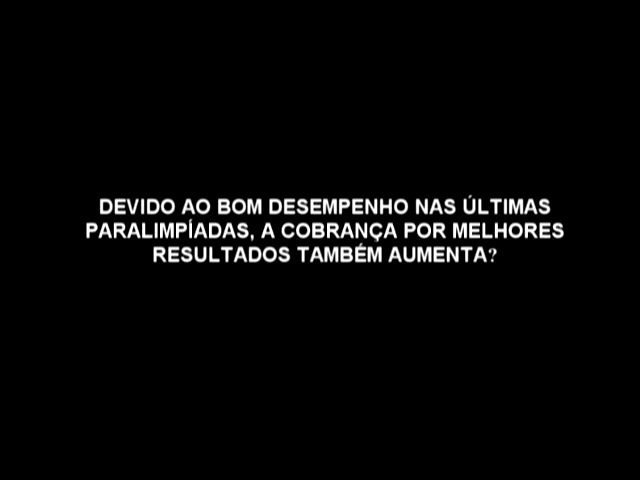 DEVIDO AO BOM DESEMPENHO NAS ÚLTIMAS
PARALIMPÍADAS, A COBRANÇA POR MELHORES
RESULTADOS TAMBÉM AUMENTA?